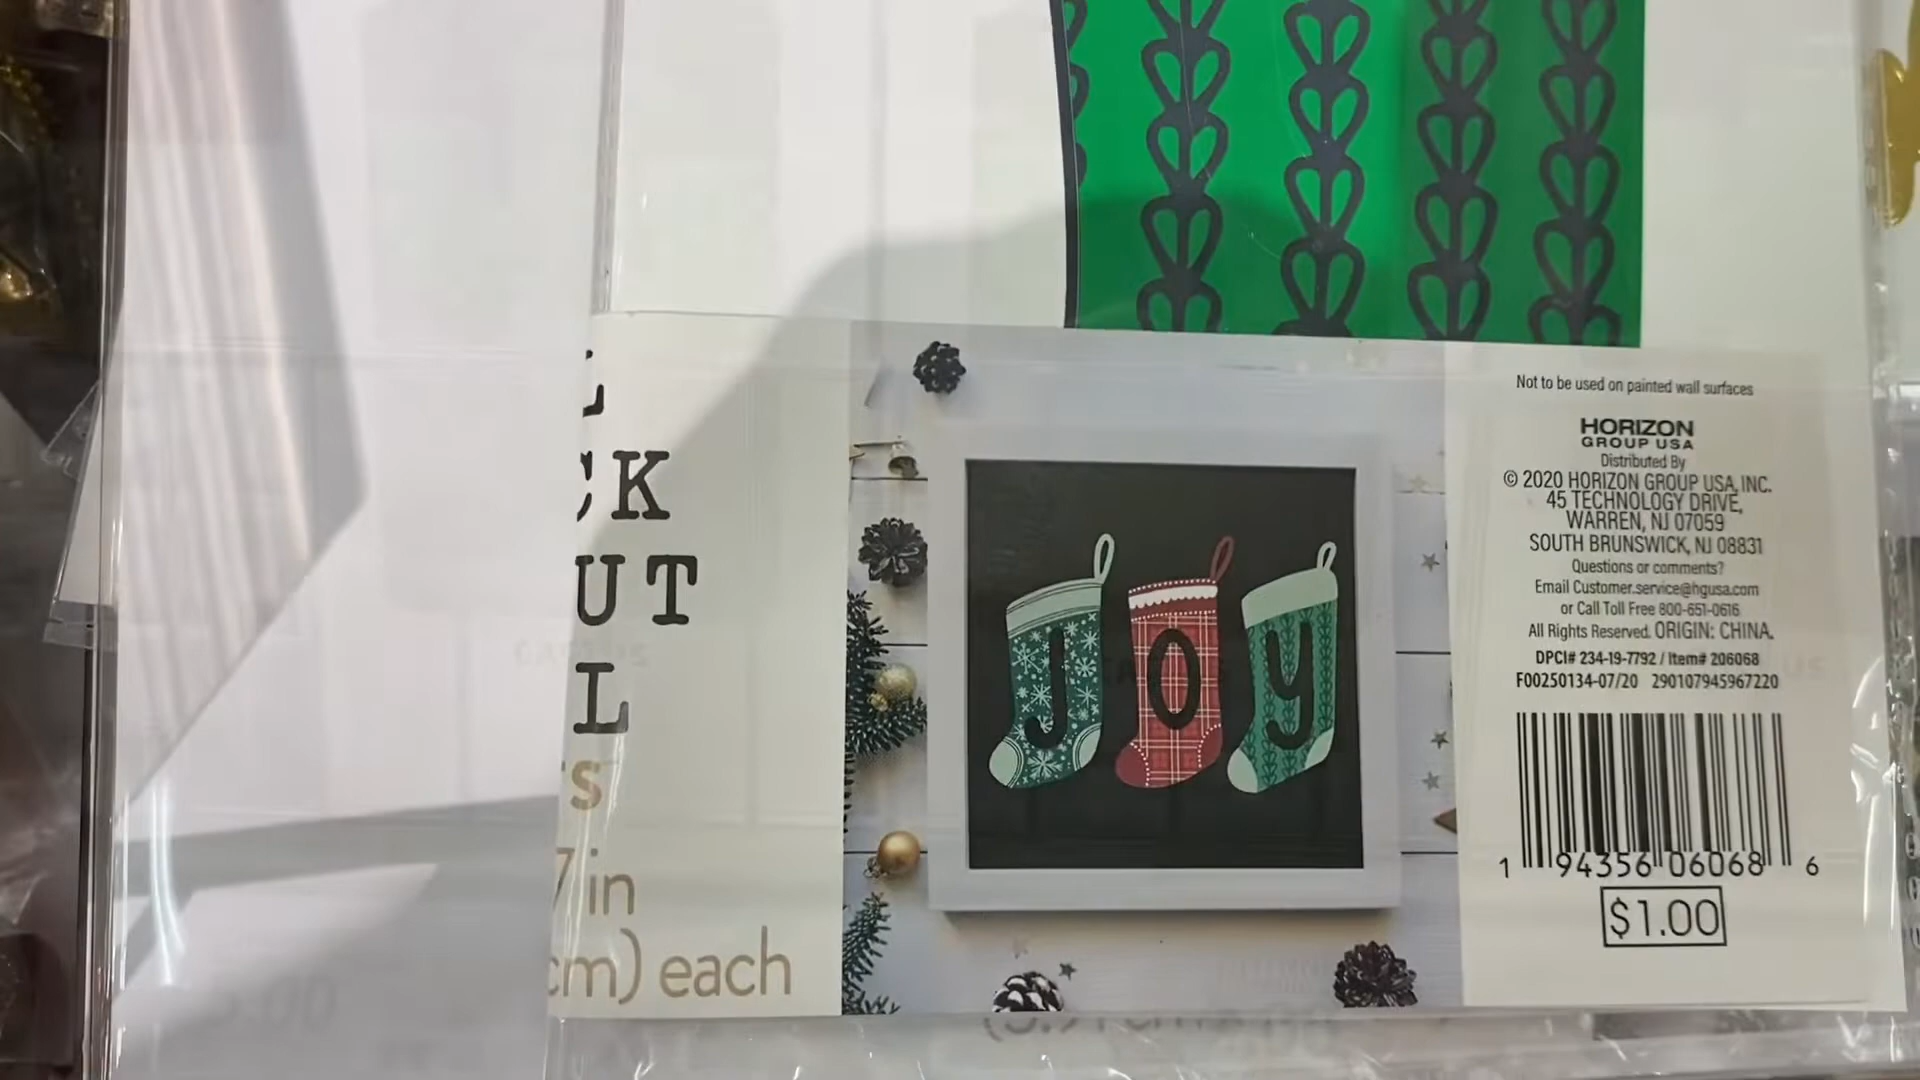 L
CK
UT
L
's
7 in
cm) each
JOY
Not to be used on painted wall surfaces
HORIZON
GROUP USA
Distributed By
© 2020 HORIZON GROUP USA, INC.
45 TECHNOLOGY DRIVE,
WARREN, NJ 07059
SOUTH BRUNSWICK, NJ 08831
Questions or comments?
Email Customer.service@hgusa.com
or Call Toll Free 800-651-0616
All Rights Reserved. ORIGIN: CHINA.
DPCI# 234-19-7792 / Item# 206068
F00250134-07/20 290107945967220
1 94356 06068 6
$1.00